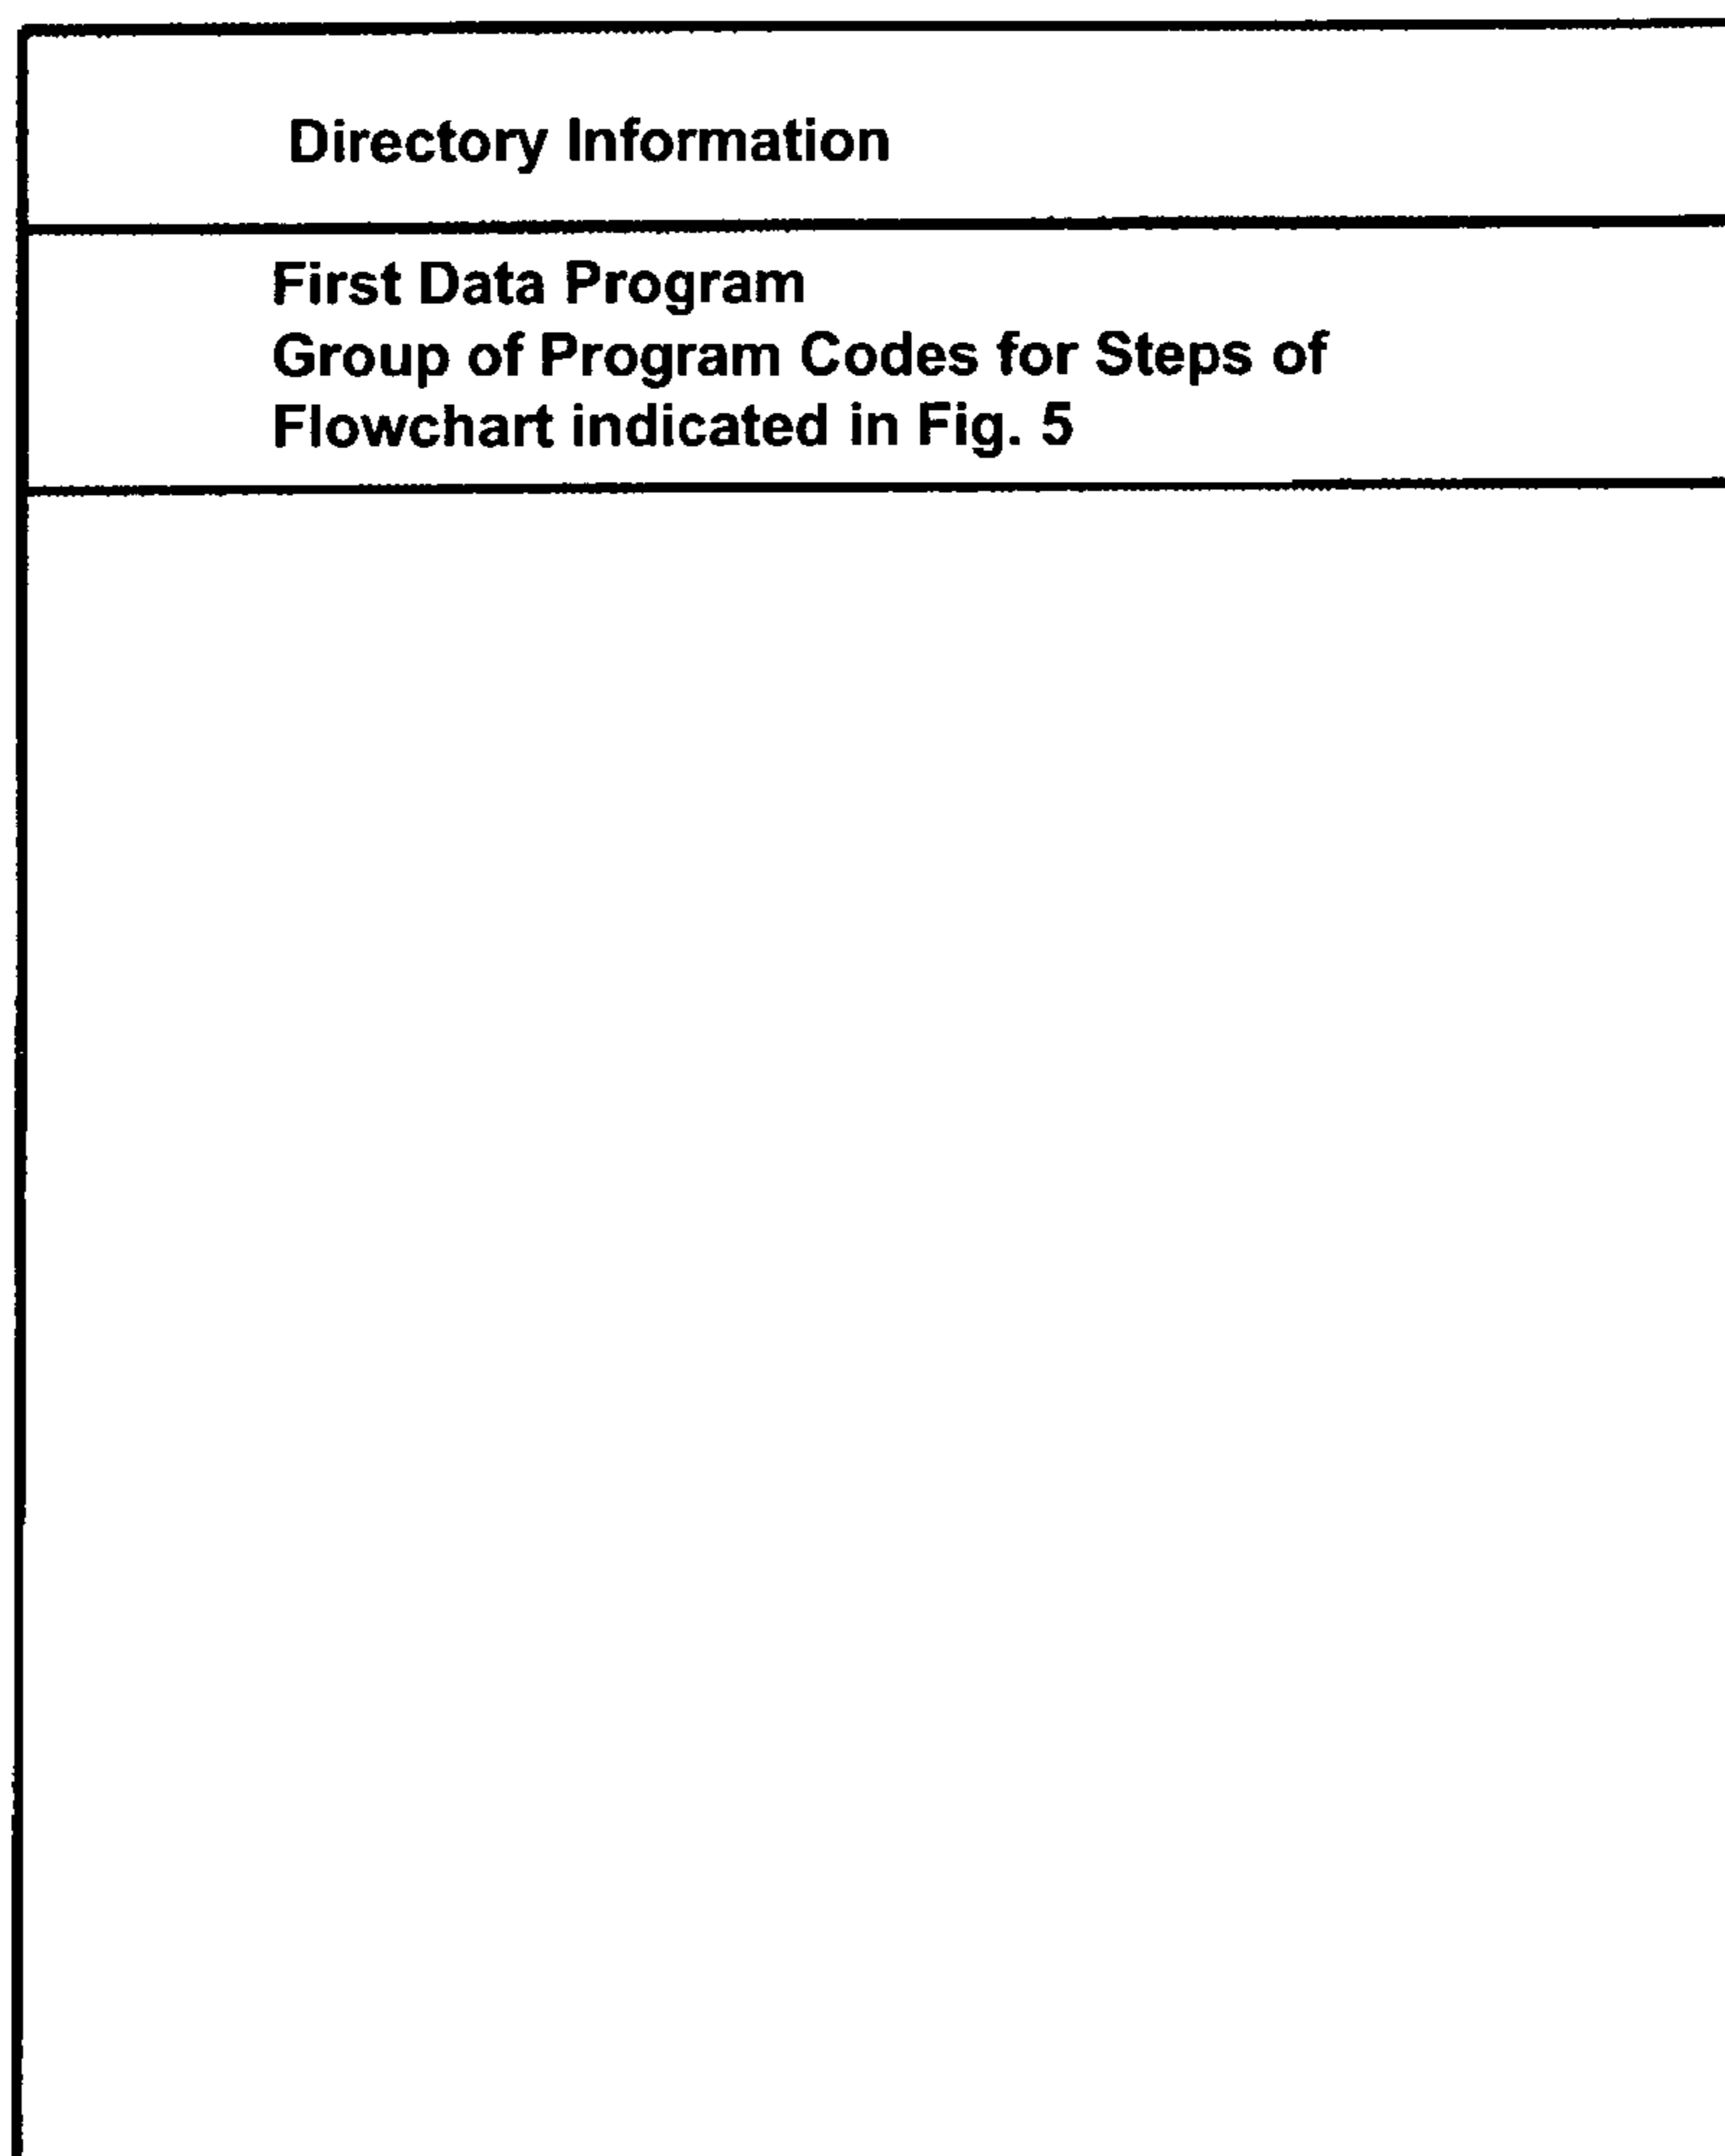 Directory Information
First Data Program
Group of Program Codes for Steps of
Flowchart indicated in Fig. 5